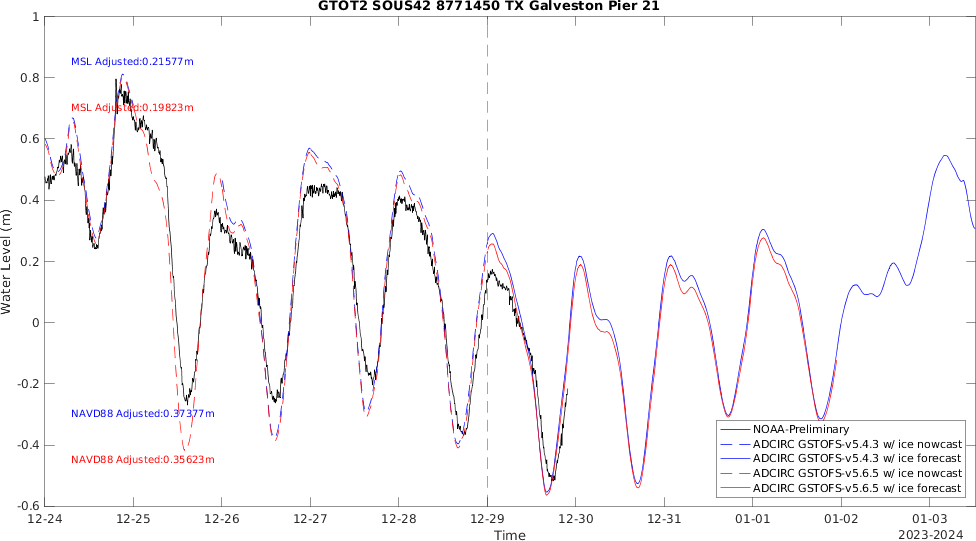 GTOT2 SOUS42 8771450 TX Galveston Pier 21
1
0.8
0.6
0.4
0.2
0
-0.2
-0.4
-0.6
Water Level (m)
MSL Adjusted:0.21577m
MSL Adjusted:0.19823m
NAVD88 Adjusted:0.37377m
NAVD88 Adjusted:0.35623m
NOAA-Preliminary
ADCIRC GSTOFS-v5.4.3 w/ ice nowcast
ADCIRC GSTOFS-v5.4.3 w/ ice forecast
ADCIRC GSTOFS-v5.6.5 w/ ice nowcast
ADCIRC GSTOFS-v5.6.5 w/ ice forecast
12-24 12-25 12-26 12-27 12-28 12-29 12-30 12-31 01-01 01-02 01-03
Time
2023-2024